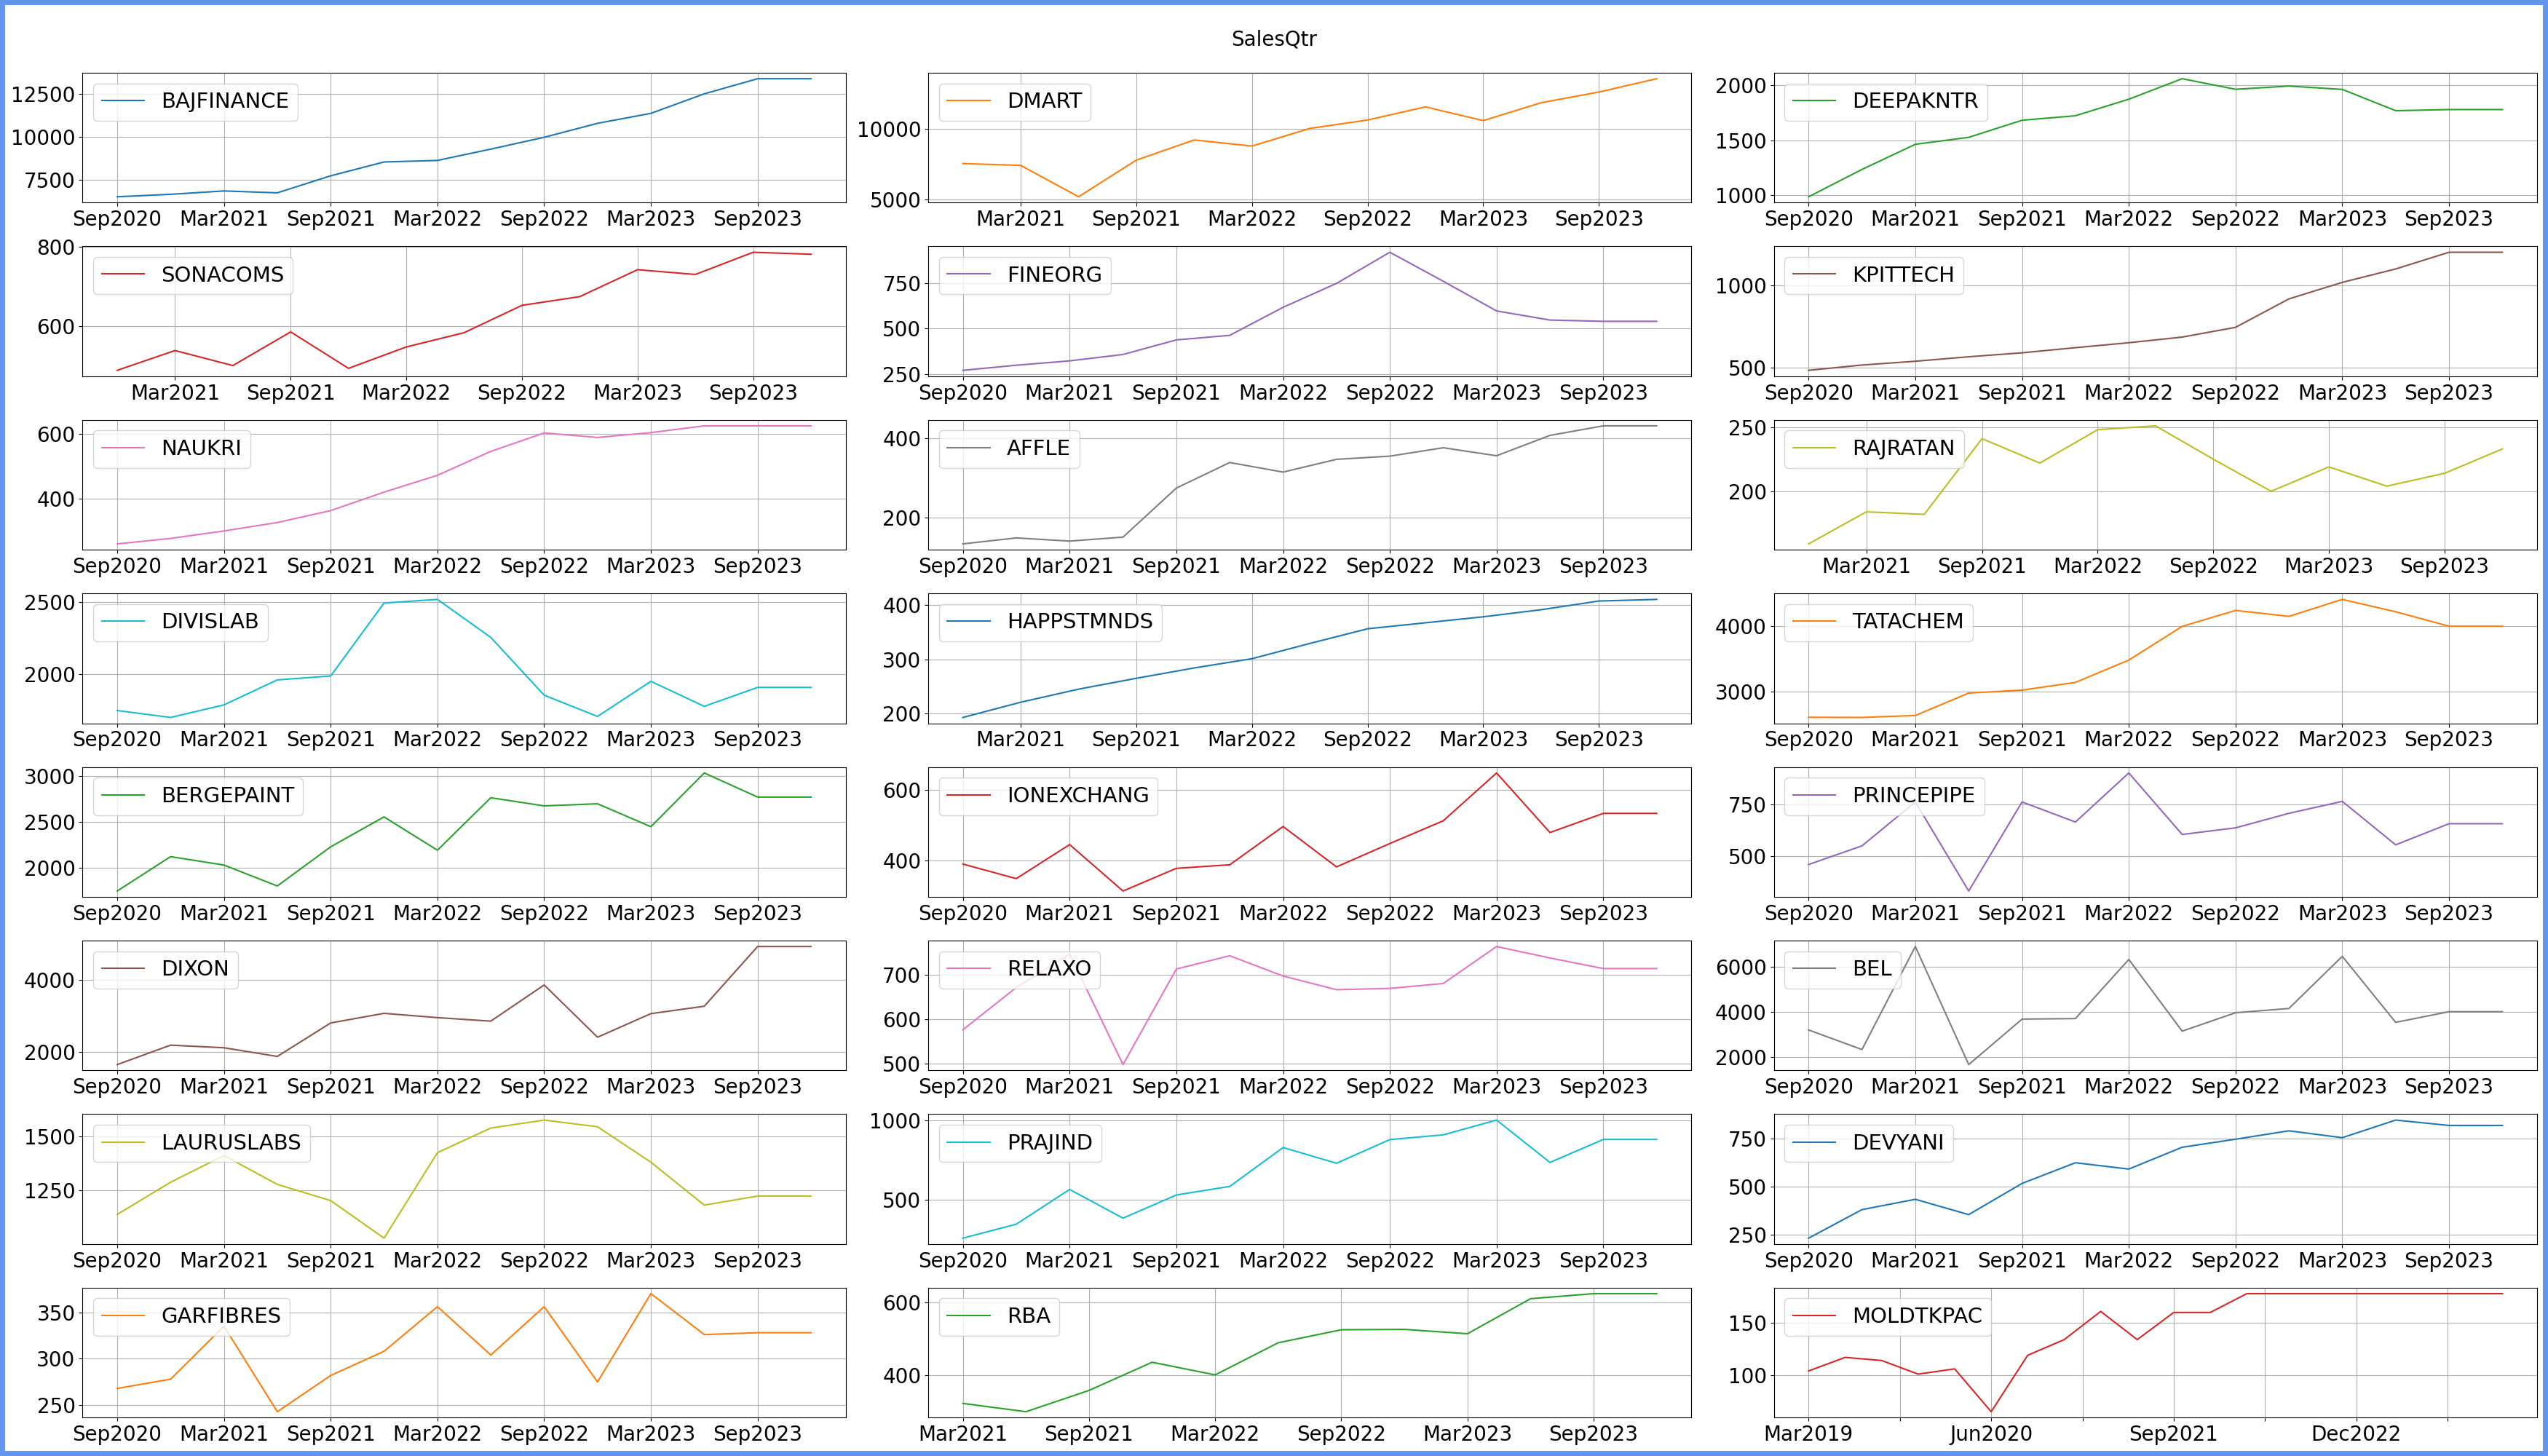 SalesQtr
BAJFINANCE
12500
10000
7500
Sep2020 Mar2021 Sep2021 Mar2022 Sep2022 Mar2023 Sep2023
DMART
10000
5000
Mar2021 Sep2021 Mar2022 Sep2022 Mar2023 Sep2023
DEEPAKNTR
2000
1500
1000
Sep2020 Mar2021 Sep2021 Mar2022 Sep2022 Mar2023 Sep2023
SONACOMS
800
600
Mar2021 Sep2021 Mar2022 Sep2022 Mar2023 Sep2023
FINEORG
750
500
250
Sep2020 Mar2021 Sep2021 Mar2022 Sep2022 Mar2023 Sep2023
KPITTECH
1000
500
Sep2020 Mar2021 Sep2021 Mar2022 Sep2022 Mar2023 Sep2023
NAUKRI
600
400
Sep2020 Mar2021 Sep2021 Mar2022 Sep2022 Mar2023 Sep2023
AFFLE
400
200
Sep2020 Mar2021 Sep2021 Mar2022 Sep2022 Mar2023 Sep2023
RAJRATAN
250
200
Mar2021 Sep2021 Mar2022 Sep2022 Mar2023 Sep2023
DIVISLAB
2500
2000
Sep2020 Mar2021 Sep2021 Mar2022 Sep2022 Mar2023 Sep2023
HAPPSTMNDS
400
300
200
Mar2021 Sep2021 Mar2022 Sep2022 Mar2023 Sep2023
TATACHEM
4000
3000
Sep2020 Mar2021 Sep2021 Mar2022 Sep2022 Mar2023 Sep2023
BERGEPAINT
3000
2500
2000
Sep2020 Mar2021 Sep2021 Mar2022 Sep2022 Mar2023 Sep2023
IONEXCHANG
600
400
Sep2020 Mar2021 Sep2021 Mar2022 Sep2022 Mar2023 Sep2023
PRINCEPIPE
750
500
Sep2020 Mar2021 Sep2021 Mar2022 Sep2022 Mar2023 Sep2023
DIXON
4000
2000
Sep2020 Mar2021 Sep2021 Mar2022 Sep2022 Mar2023 Sep2023
RELAXO
700
600
500
Sep2020 Mar2021 Sep2021 Mar2022 Sep2022 Mar2023 Sep2023
BEL
6000
4000
2000
Sep2020 Mar2021 Sep2021 Mar2022 Sep2022 Mar2023 Sep2023
LAURUSLABS
1500
1250
Sep2020 Mar2021 Sep2021 Mar2022 Sep2022 Mar2023 Sep2023
PRAJIND
1000
500
Sep2020 Mar2021 Sep2021 Mar2022 Sep2022 Mar2023 Sep2023
DEVYANI
750
500
250
Sep2020 Mar2021 Sep2021 Mar2022 Sep2022 Mar2023 Sep2023
GARFIBRES
350
300
250
Sep2020 Mar2021 Sep2021 Mar2022 Sep2022 Mar2023 Sep2023
RBA
600
400
Mar2021 Sep2021 Mar2022 Sep2022 Mar2023 Sep2023
MOLDTKPAC
150
100
Mar2019 Jun2020 Sep2021 Dec2022